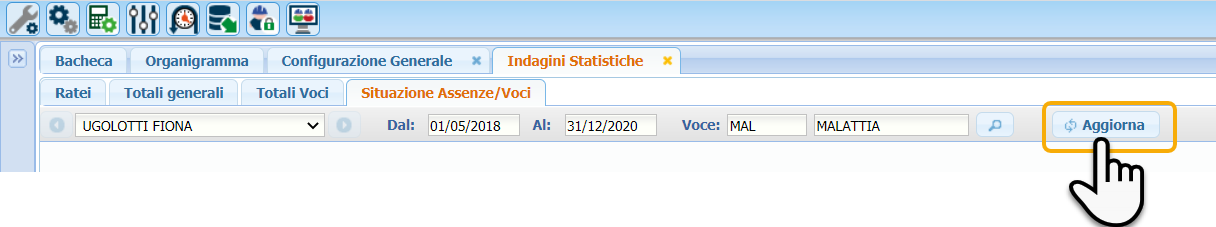 Bacheca Organigramma Configurazione Generale Indagini Statistiche
Ratei Totali generali Totali Voci Situazione Assenze/Voci
UGOLOTTI FIONA Dal: 01/05/2018 Al: 31/12/2020 Voce: MAL MALATTIA Aggiorna